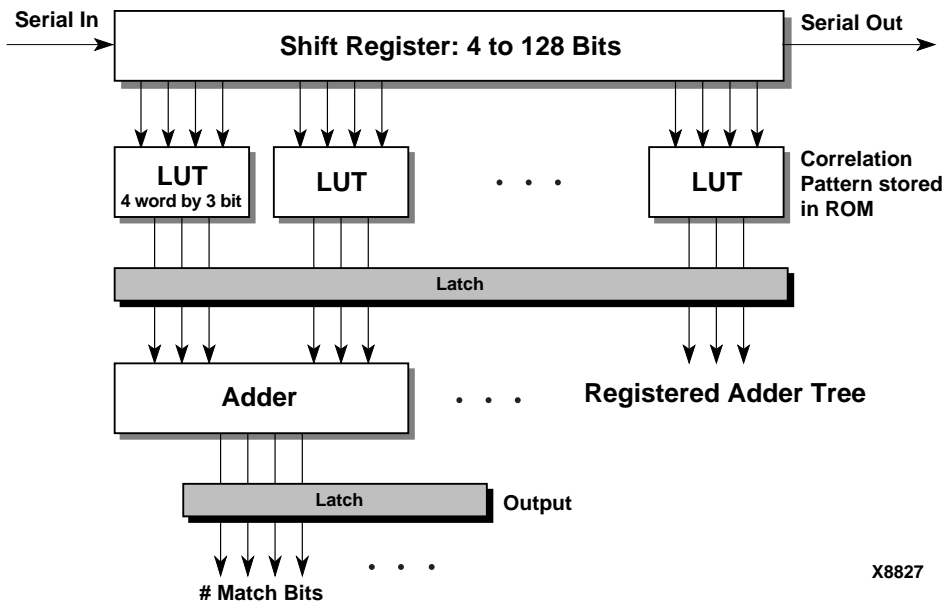 Serial In
Shift Register: 4 to 128 Bits
Serial Out
LUT
4 word by 3 bit
LUT
LUT
Correlation
Pattern stored
in ROM
Latch
Adder
Registered Adder Tree
Latch
Output
# Match Bits
X8827